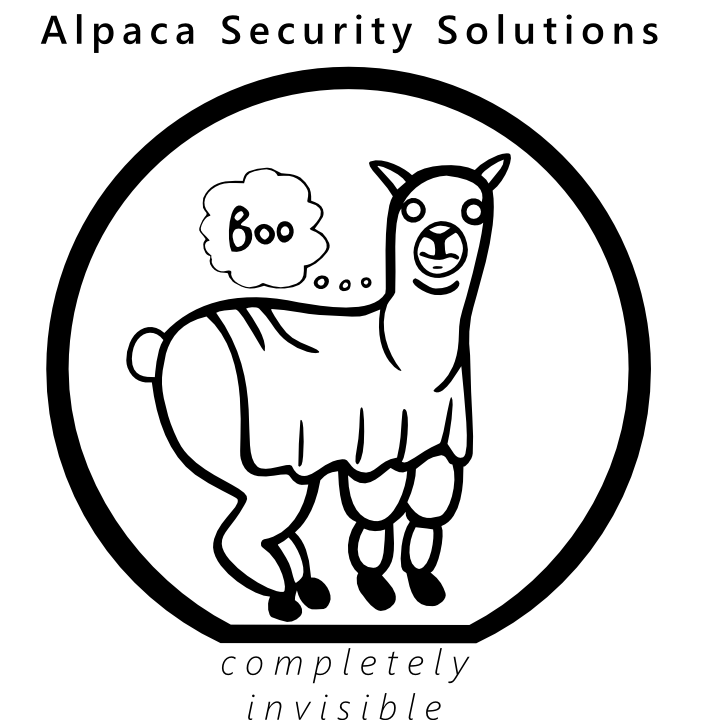 Alpaca Security Solutions
Boo
completely
invisible